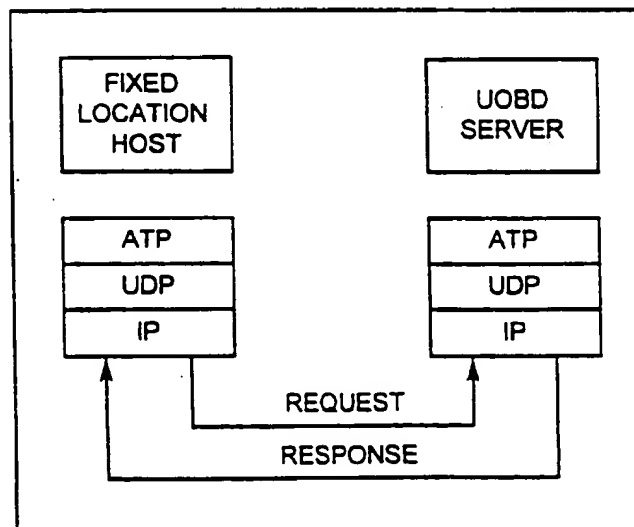 FIXED
LOCATION
HOST
UOBD
SERVER
ATP
UDP
IP
ATP
UDP
IP
REQUEST
RESPONSE